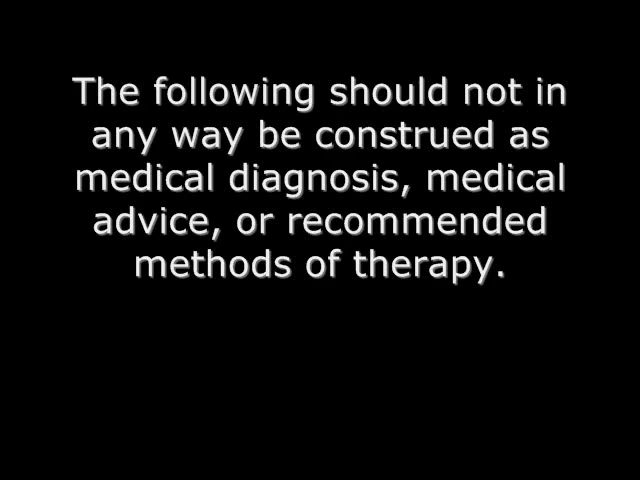 The following should not in
any way be construed as
medical diagnosis, medical
advice, or recommended
methods of therapy.